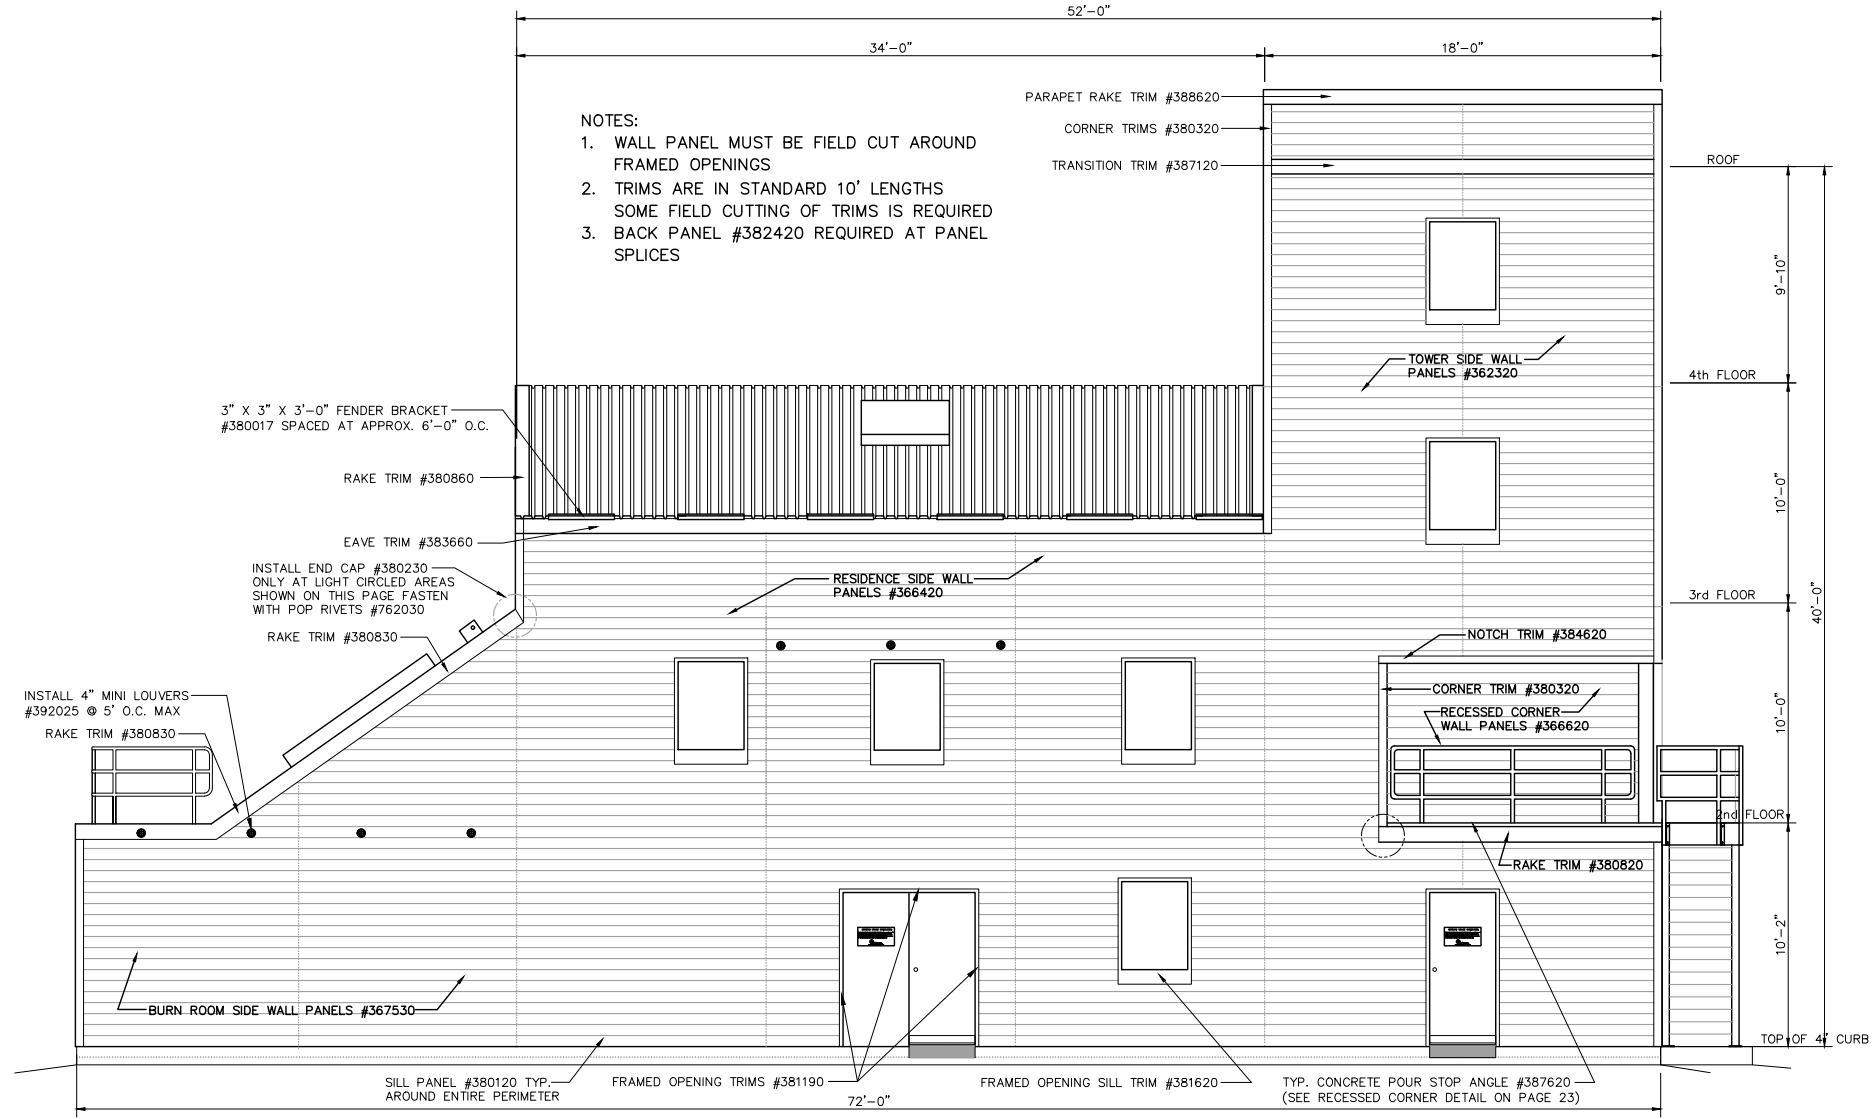 52'-0"
34'-0"
18'-0"
PARAPET RAKE TRIM #388620
CORNER TRIMS #380320
TRANSITION TRIM #387120
NOTES:
1. WALL PANEL MUST BE FIELD CUT AROUND
FRAMED OPENINGS
2. TRIMS ARE IN STANDARD 10' LENGTHS
SOME FIELD CUTTING OF TRIMS IS REQUIRED
3. BACK PANEL #382420 REQUIRED AT PANEL
SPLICES
ROOF
9'-10"
TOWER SIDE WALL
PANELS #362320
4th FLOOR
3" X 3" X 3'-0" FENDER BRACKET
#380017 SPACED AT APPROX. 6'-0" O.C.
RAKE TRIM #380860
10'-0"
EAVE TRIM #383660
INSTALL END CAP #380230
ONLY AT LIGHT CIRCLED AREAS
SHOWN ON THIS PAGE FASTEN
WITH POP RIVETS #762030
RESIDENCE SIDE WALL
PANELS #366420
3rd FLOOR
40'-0"
RAKE TRIM #380830
NOTCH TRIM #384620
INSTALL 4" MINI LOUVERS
#392025 @ 5' O.C. MAX
CORNER TRIM #380320
RECESSED CORNER
WALL PANELS #366620
10'-0"
RAKE TRIM #380830
2nd FLOOR
RAKE TRIM #380820
10'-2"
BURN ROOM SIDE WALL PANELS #367530
TOP OF 4" CURB
SILL PANEL #380120 TYP.
AROUND ENTIRE PERIMETER
FRAMED OPENING TRIMS #381190
FRAMED OPENING SILL TRIM #381620
TYP. CONCRETE POUR STOP ANGLE #387620
(SEE RECESSED CORNER DETAIL ON PAGE 23)
72'-0"